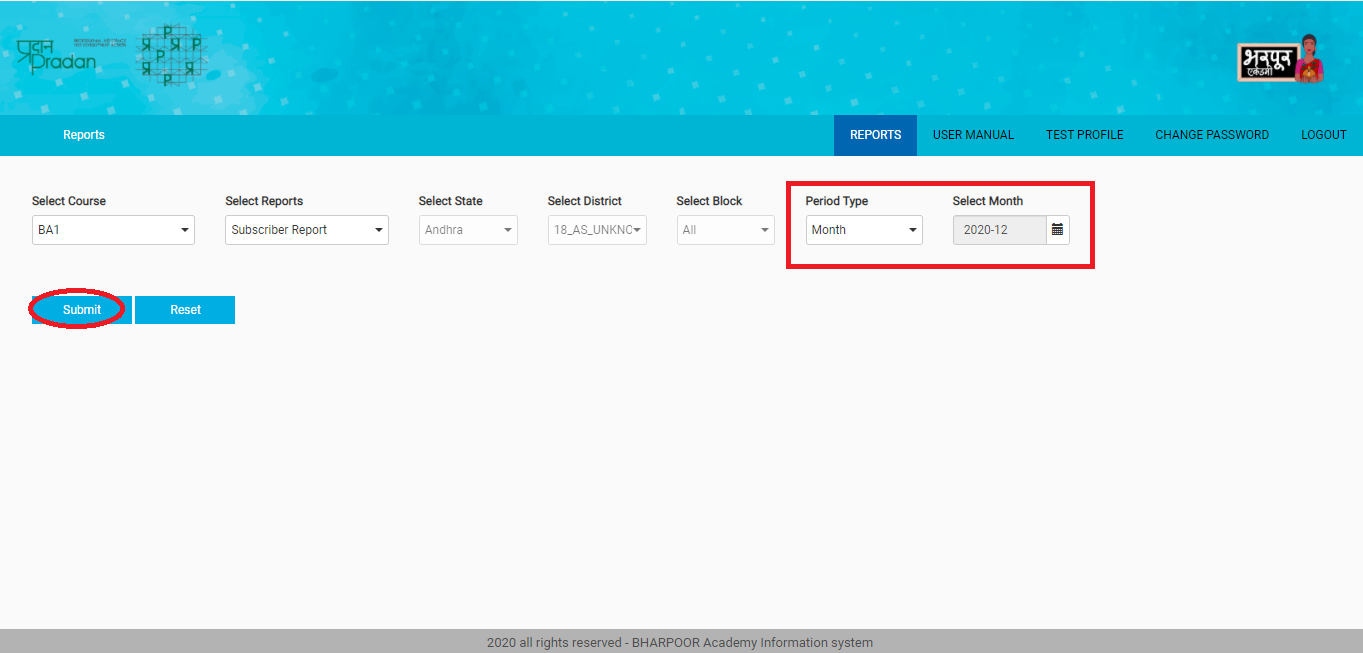 प्रदान
Pradan
प्र P प्र P
प्र P P
प्र P प्र
भरपूर
एकेडमी
Reports
REPORTS USER MANUAL TEST PROFILE CHANGE PASSWORD LOGOUT
Select Course Select Reports Select State Select District Select Block Period Type Select Month
BA1 Subscriber Report Andhra 18_AS_UNKNO All Month 2020-12
Submit Reset
2020 all rights reserved - BHARPOOR Academy Information system